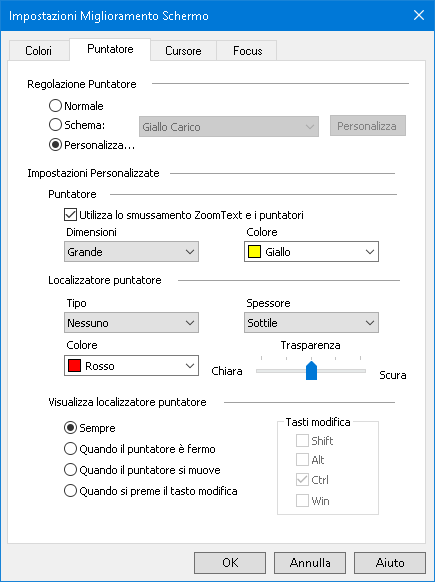 Impostazioni Miglioramento Schermo
Colori Puntatore Cursore Focus
Regolazione Puntatore
Normale
Schema: Giallo Carico Personalizza
Personalizza...
Impostazioni Personalizzate
Puntatore
Utilizza lo smussamento ZoomText e i puntatori
Dimensioni Colore
Grande Giallo
Localizzatore puntatore
Tipo Spessore
Nessuno Sottile
Colore Trasparenza
Rosso Chiara Scura
Visualizza localizzatore puntatore
Sempre
Quando il puntatore è fermo
Quando il puntatore si muove
Quando si preme il tasto modifica
Tasti modifica
Shift
Alt
Ctrl
Win
OK Annulla Aiuto